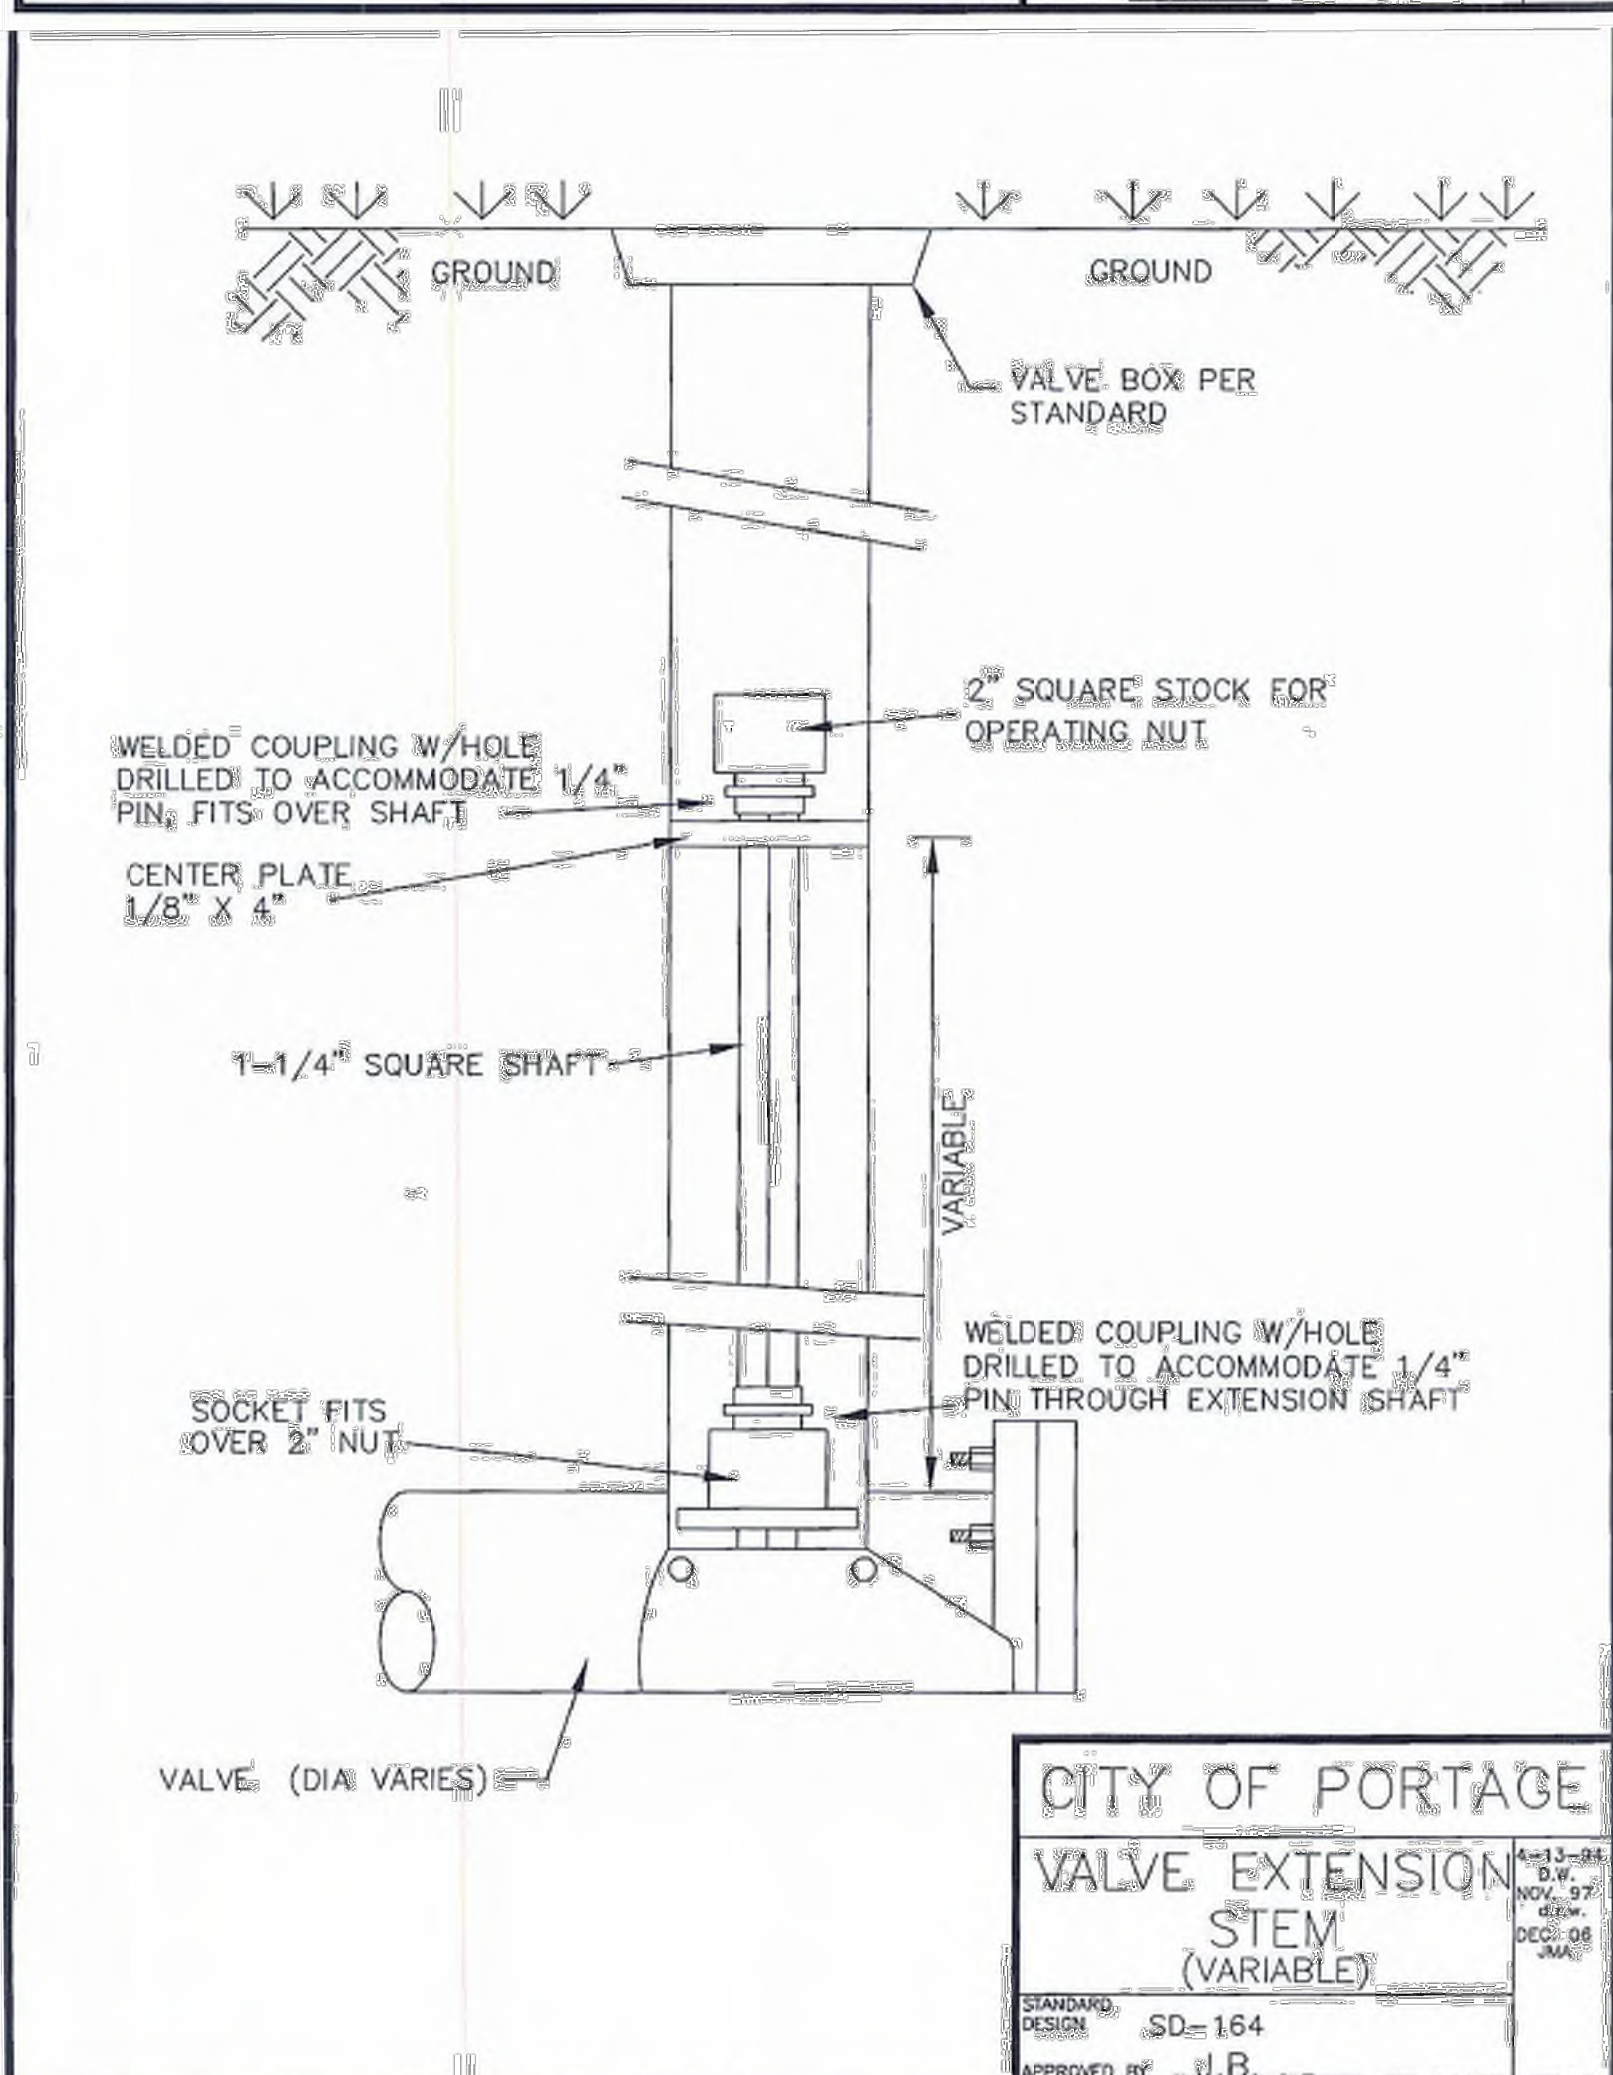 GROUND
GROUND
VALVE BOX PER
STANDARD
2" SQUARE STOCK FOR
OPERATING NUT
WELDED COUPLING W/HOLE
DRILLED TO ACCOMMODATE 1/4"
PIN, FITS OVER SHAFT
CENTER PLATE
1/8" X 4"
1-1/4" SQUARE SHAFT
VARIABLE
WELDED COUPLING W/HOLE
DRILLED TO ACCOMMODATE 1/4"
PIN THROUGH EXTENSION SHAFT
SOCKET FITS
OVER 2" NUT
VALVE (DIA VARIES)
CITY OF PORTAGE
VALVE EXTENSION
STEM
(VARIABLE)
4-13-94
D.W.
NOV. 97
d.r.w.
DEC. 06
JMA
STANDARD
DESIGN SD-164
APPROVED BY J.B.